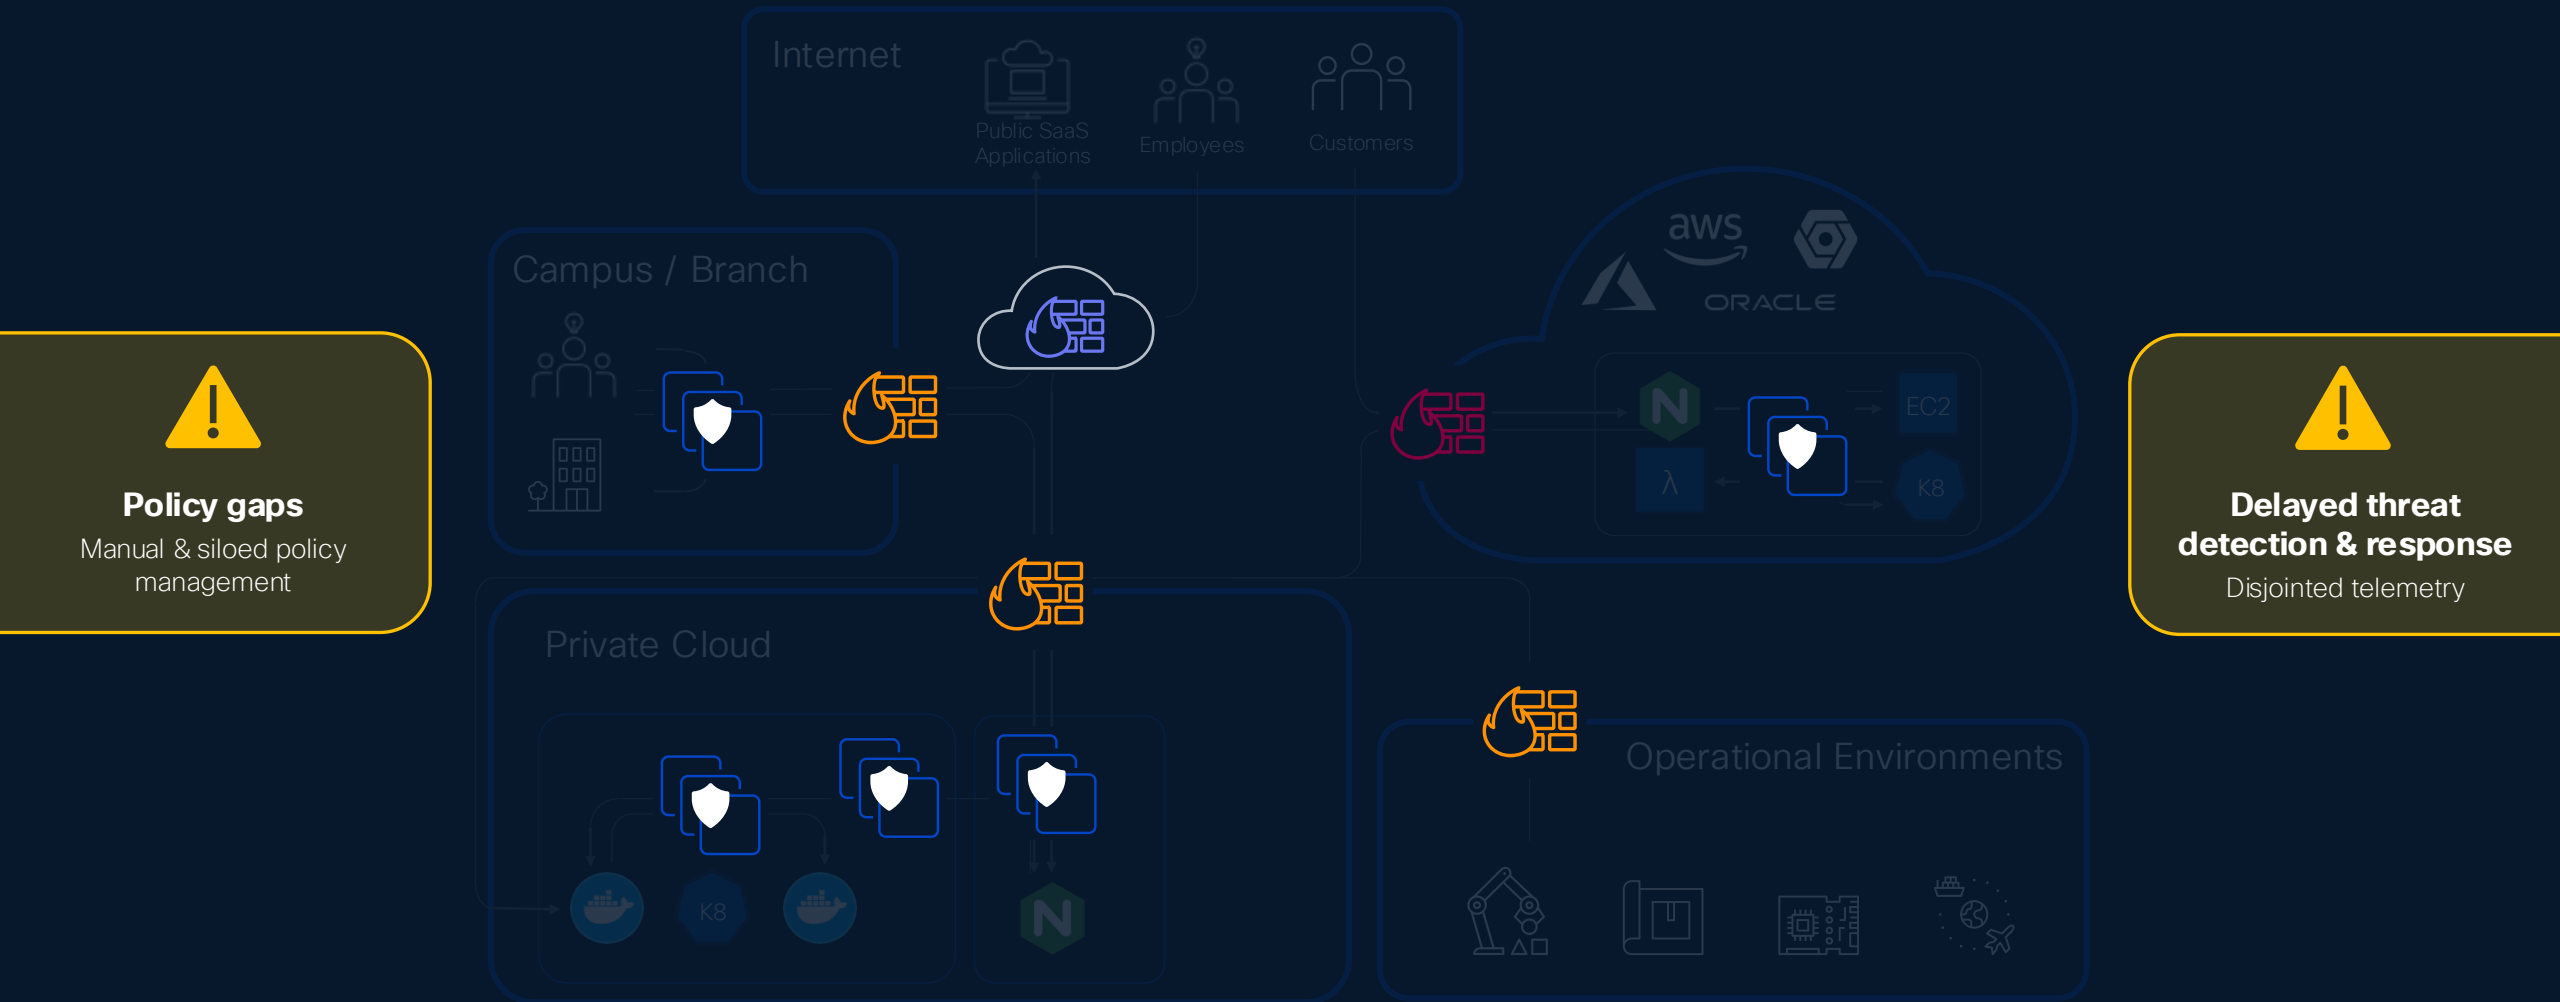 Internet
Public SaaS
Applications
Employees
Customers
Campus / Branch
aws
ORACLE
Policy gaps
Manual & siloed policy
management
N
EC2
λ
K8
Delayed threat
detection & response
Disjointed telemetry
Private Cloud
K8
N
Operational Environments